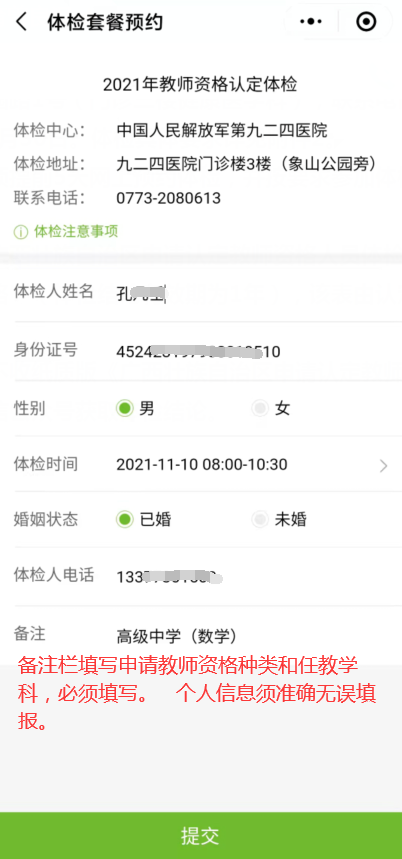 体检套餐预约
2021年教师资格认定体检
体检中心： 中国人民解放军第九二四医院
体检地址： 九二四医院门诊楼3楼（象山公园旁）
联系电话： 0773-2080613
体检注意事项
体检人姓名 孔
身份证号 45242 510
性别 男 女
体检时间 2021-11-10 08:00-10:30
婚姻状态 已婚 未婚
体检人电话 133
备注 高级中学（数学）
备注栏填写申请教师资格种类和任教学
科，必须填写。 个人信息须准确无误填
报。
提交